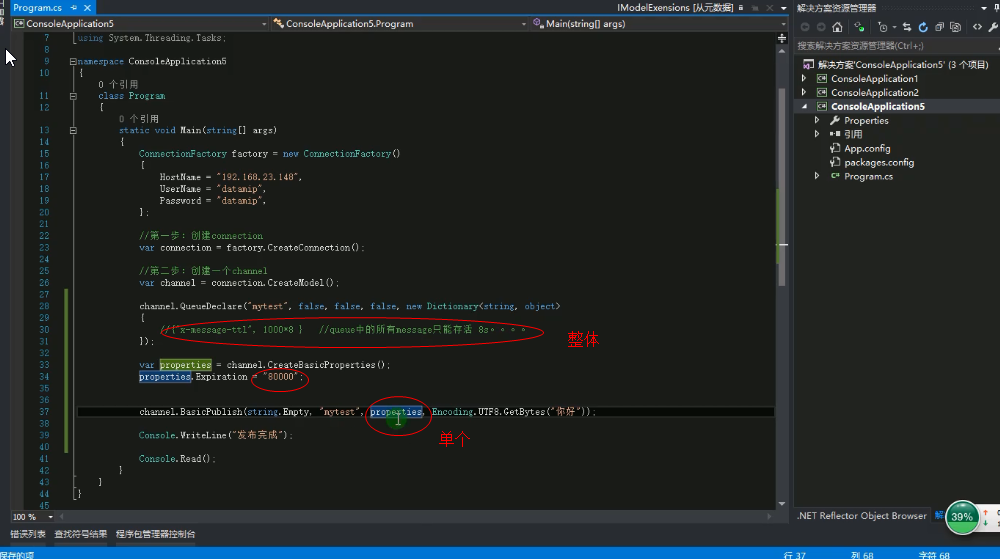 Program.cs
IModelExensions [从元数据]
解决方案资源管理器
ConsoleApplication5
ConsoleApplication5.Program
Main(string[] args)
搜索解决方案资源管理器(Ctrl+;)
解决方案'ConsoleApplication5' (3 个项目)
ConsoleApplication1
ConsoleApplication2
ConsoleApplication5
Properties
引用
App.config
packages.config
Program.cs
7 using System.Threading.Tasks;
8
9 namespace ConsoleApplication5
10 {
0 个引用
11 class Program
12 {
0 个引用
13 static void Main(string[] args)
14 {
15 ConnectionFactory factory = new ConnectionFactory()
16 {
17 HostName = "192.168.23.148",
18 UserName = "datamip",
19 Password = "datamip",
20 };
21
22 //第一步：创建connection
23 var connection = factory.CreateConnection();
24
25 //第二步：创建一个channel
26 var channel = connection.CreateModel();
27
28 channel.QueueDeclare("mytest", false, false, false, new Dictionary<string, object>
29 {
30 //{"x-message-ttl", 1000*8 } //queue中的所有message只能存活 8s。。。。
整体
31 });
32
33 var properties = channel.CreateBasicProperties();
34 properties.Expiration = "80000";
35
36
37 channel.BasicPublish(string.Empty, "mytest", properties, Encoding.UTF8.GetBytes("你好"));
单个
38
39 Console.WriteLine("发布完成");
40
41 Console.Read();
42 }
43 }
44 }
45
100 %
.NET Reflector Object Browser
39%
错误列表 查找符号结果 程序包管理器控制台
保存的项
行 37
列 68
字符 68